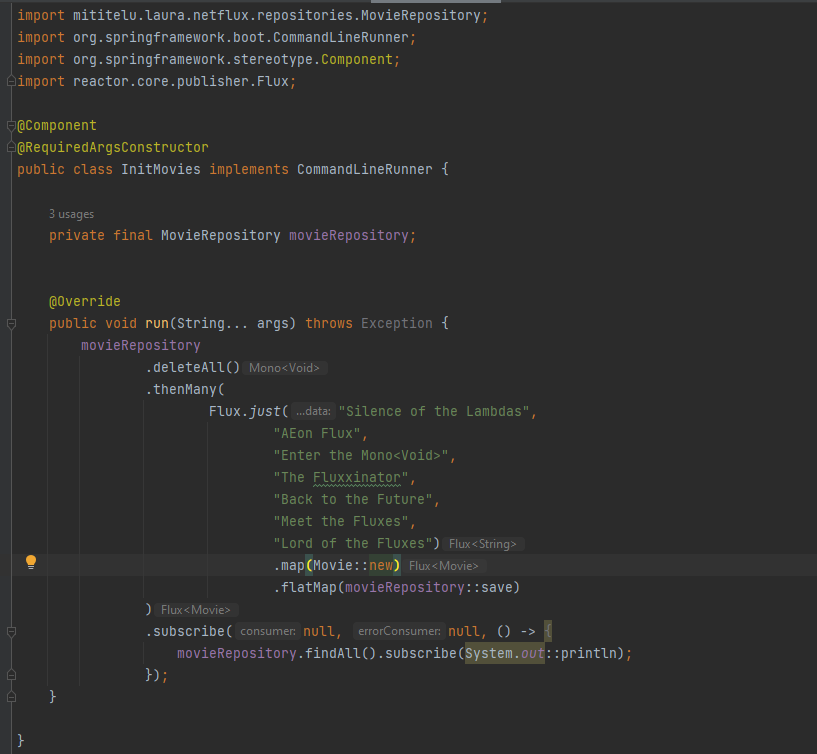 import mititelu.laura.netflux.repositories.MovieRepository;
import org.springframework.boot.CommandLineRunner;
import org.springframework.stereotype.Component;
import reactor.core.publisher.Flux;
@Component
@RequiredArgsConstructor
public class InitMovies implements CommandLineRunner {
3 usages
private final MovieRepository movieRepository;
@Override
public void run(String... args) throws Exception {
movieRepository
.deleteAll() Mono<Void>
.thenMany(
Flux.just( ...data: "Silence of the Lambdas",
"AEon Flux",
"Enter the Mono<Void>",
"The Fluxxinator",
"Back to the Future",
"Meet the Fluxes",
"Lord of the Fluxes") Flux<String>
.map(Movie::new) Flux<Movie>
.flatMap(movieRepository::save)
) Flux<Movie>
.subscribe( consumer: null, errorConsumer: null, () -> {
movieRepository.findAll().subscribe(System.out::println);
});
}
}